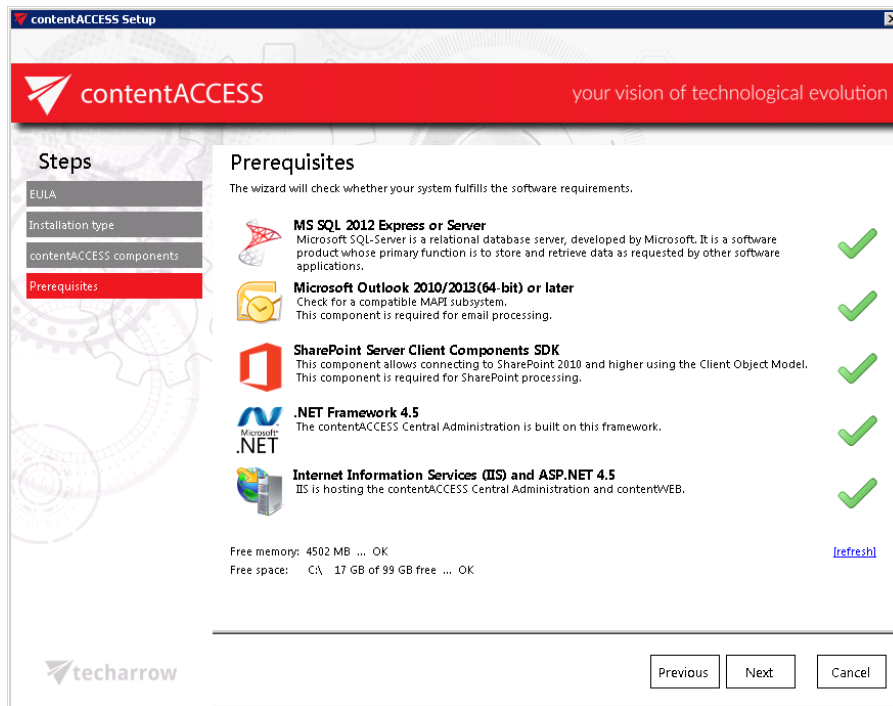 contentACCESS Setup
contentACCESS
your vision of technological evolution
Steps
EULA
Installation type
contentACCESS components
Prerequisites
Prerequisites
The wizard will check whether your system fulfills the software requirements.
MS SQL 2012 Express or Server
Microsoft SQL-Server is a relational database server, developed by Microsoft. It is a software
product whose primary function is to store and retrieve data as requested by other software
applications.
Microsoft Outlook 2010/2013(64-bit) or later
Check for a compatible MAPI subsystem.
This component is required for email processing.
SharePoint Server Client Components SDK
This component allows connecting to SharePoint 2010 and higher using the Client Object Model.
This component is required for SharePoint processing.
Microsoft
.NET
.NET Framework 4.5
The contentACCESS Central Administration is built on this framework.
Internet Information Services (IIS) and ASP.NET 4.5
IIS is hosting the contentACCESS Central Administration and contentWEB.
Free memory: 4502 MB ... OK
[refresh]
Free space: C:\ 17 GB of 99 GB free ... OK
techarrow
Previous
Next
Cancel